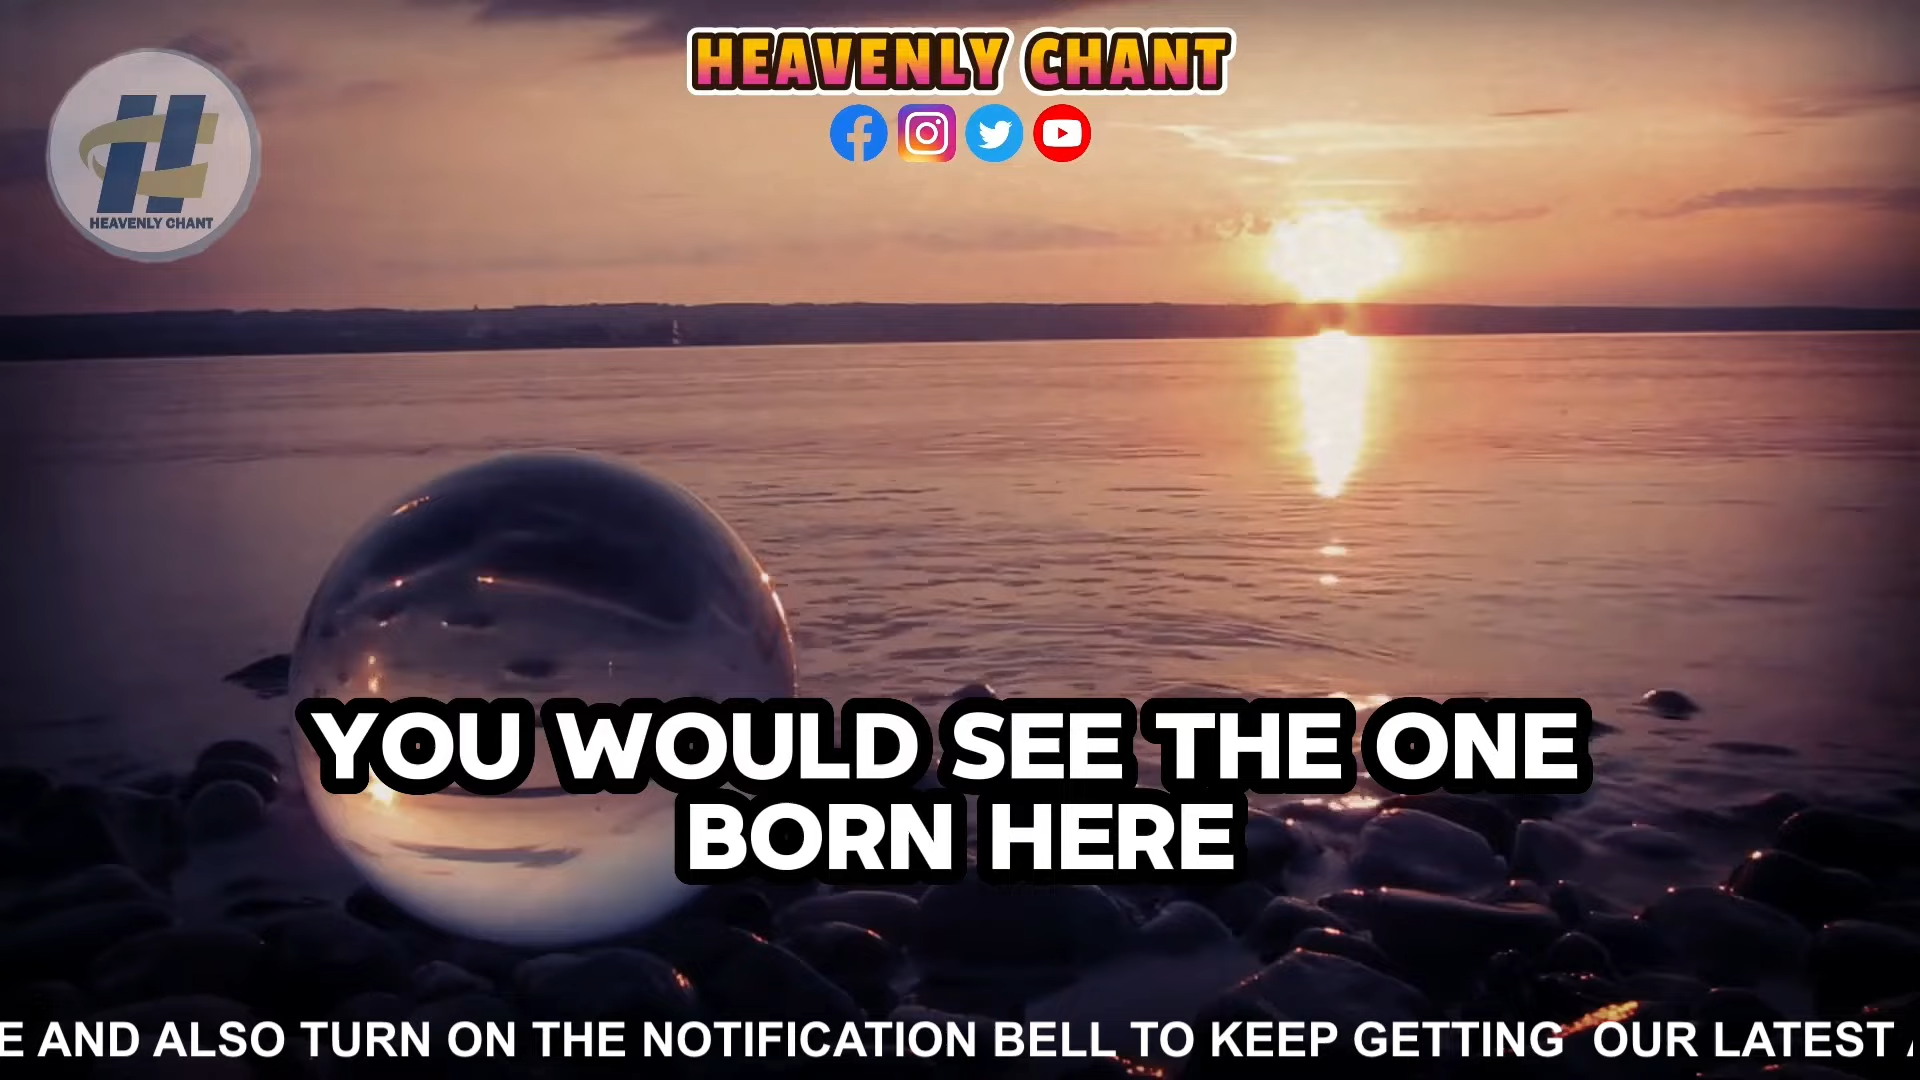 HEAVENLY CHANT
HEAVENLY CHANT
YOU WOULD SEE THE ONE
BORN HERE
E AND ALSO TURN ON THE NOTIFICATION BELL TO KEEP GETTING OUR LATEST